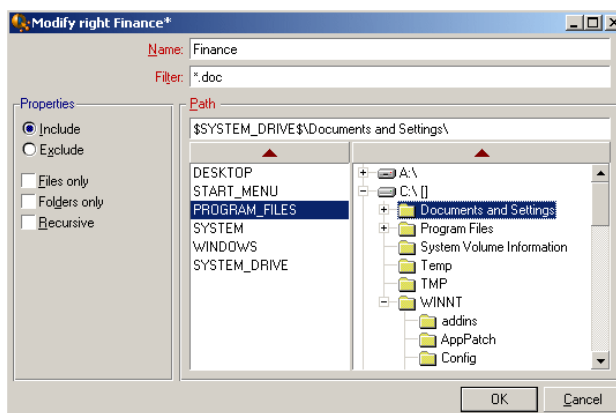 Modify right Finance*
Name: Finance
Filter: *.doc
Properties
Include
Exclude
Files only
Folders only
Recursive
Path
$SYSTEM_DRIVE$\Documents and Settings\
DESKTOP
START_MENU
PROGRAM_FILES
SYSTEM
WINDOWS
SYSTEM_DRIVE
A:\
C:\ []
Documents and Settings
Program Files
System Volume Information
Temp
TMP
WINNT
addins
AppPatch
Config
OK Cancel